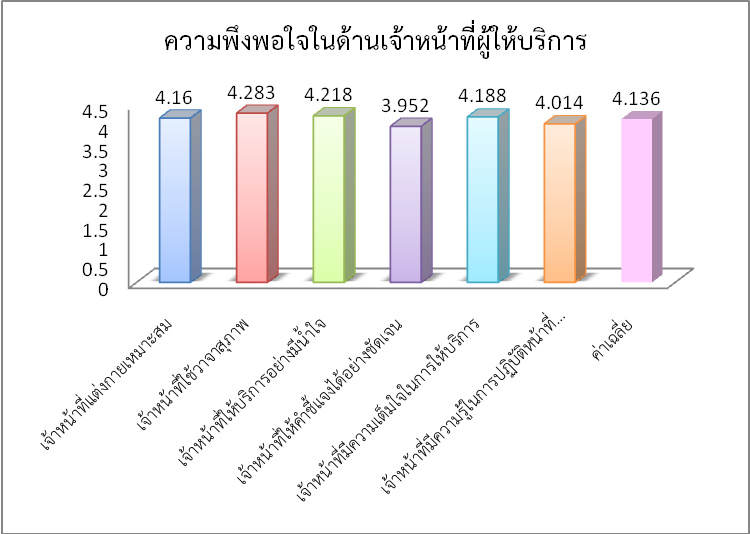 ความพึงพอใจในด้านเจ้าหน้าที่ผู้ให้บริการ
4.16
4.283
4.218
3.952
4.188
4.014
4.136
4.5
4
3.5
3
2.5
2
1.5
1
0.5
0
เจ้าหน้าที่แต่งกายเหมาะสม
เจ้าหน้าที่ใช้วาจาสุภาพ
เจ้าหน้าที่ให้บริการอย่างมีน้ำใจ
เจ้าหน้าที่ให้คำชี้แจงได้อย่างชัดเจน
เจ้าหน้าที่มีความเต็มใจในการให้บริการ
เจ้าหน้าที่มีความรู้ในการปฏิบัติหน้าที่...
ค่าเฉลี่ย